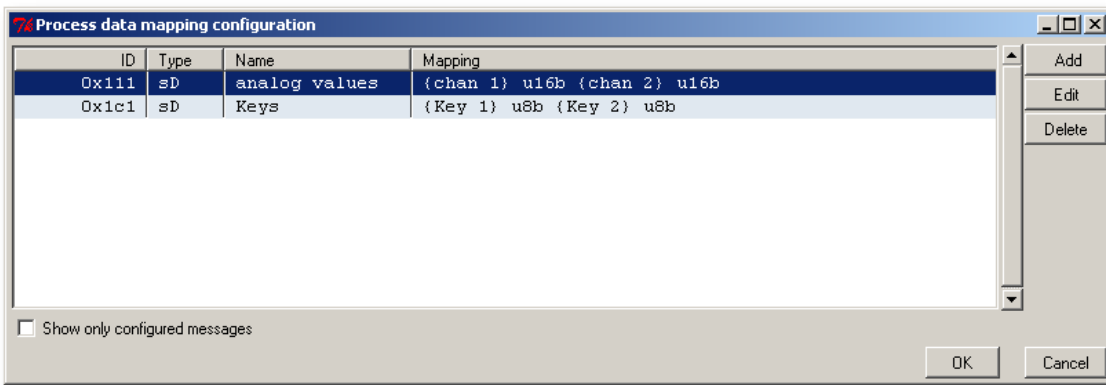 Process data mapping configuration
ID Type Name Mapping
0x111 sD analog values {chan 1} u16b {chan 2} u16b
0x1c1 sD Keys {Key 1} u8b {Key 2} u8b
Add
Edit
Delete
Show only configured messages
OK Cancel